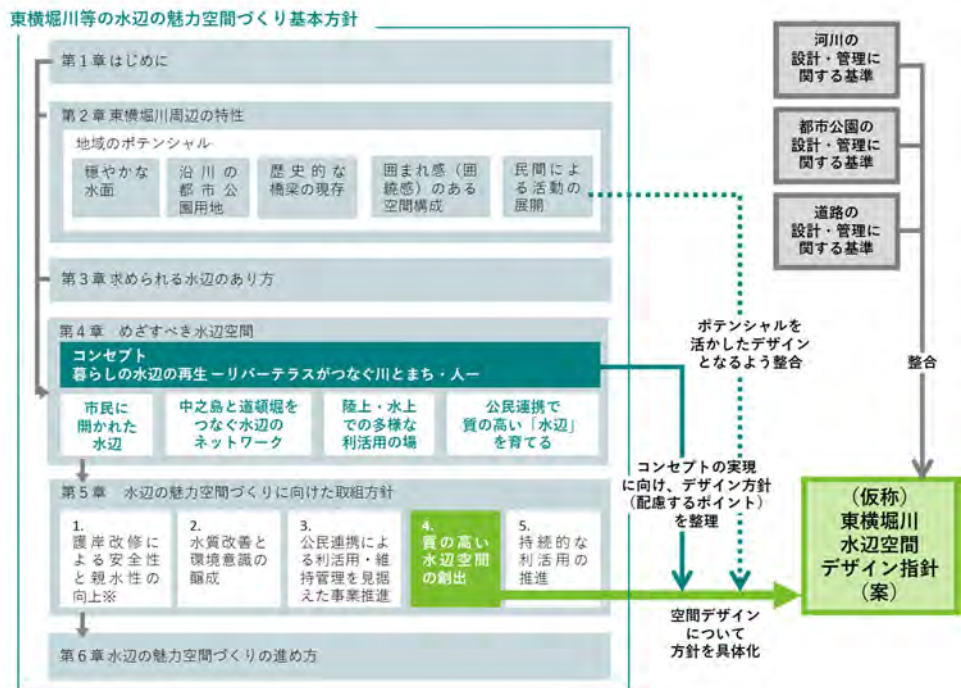 東横堀川等の水辺の魅力空間づくり基本方針
第1章 はじめに
第2章 東横堀川周辺の特性
地域のポテンシャル
穏やかな
水面
沿川の
都市公
園用地
歴史的な
橋梁の現存
囲まれ感（囲
繞感）のある
空間構成
民間によ
る活動の
展開
第3章 求められる水辺のあり方
第4章　めざすべき水辺空間
コンセプト
暮らしの水辺の再生 ーリバーテラスがつなぐ川とまち・人ー
市民に
開かれた
水辺
中之島と道頓堀を
つなぐ水辺の
ネットワーク
陸上・水上
での多様な
利活用の場
公民連携で
質の高い「水辺」
を育てる
第5章　水辺の魅力空間づくりに向けた取組方針
1.
護岸改修によ
る安全性
と親水性の
向上※
2.
水質改善と
環境意識の
醸成
3.
公民連携によ
る利活用・維
持管理を見据
えた事業推進
4.
質の高い
水辺空間
の創出
5.
持続的な
利活用の
推進
第6章 水辺の魅力空間づくりの進め方
河川の
設計・管理に
関する基準
都市公園の
設計・管理に
関する基準
道路の
設計・管理に
関する基準
ポテンシャルを
活かしたデザイン
となるよう整合
整合
コンセプトの実現
に向け、デザイン方針
（配慮するポイント）
を整理
空間デザイン
について
方針を具体化
（仮称）
東横堀川
水辺空間
デザイン指針
（案）